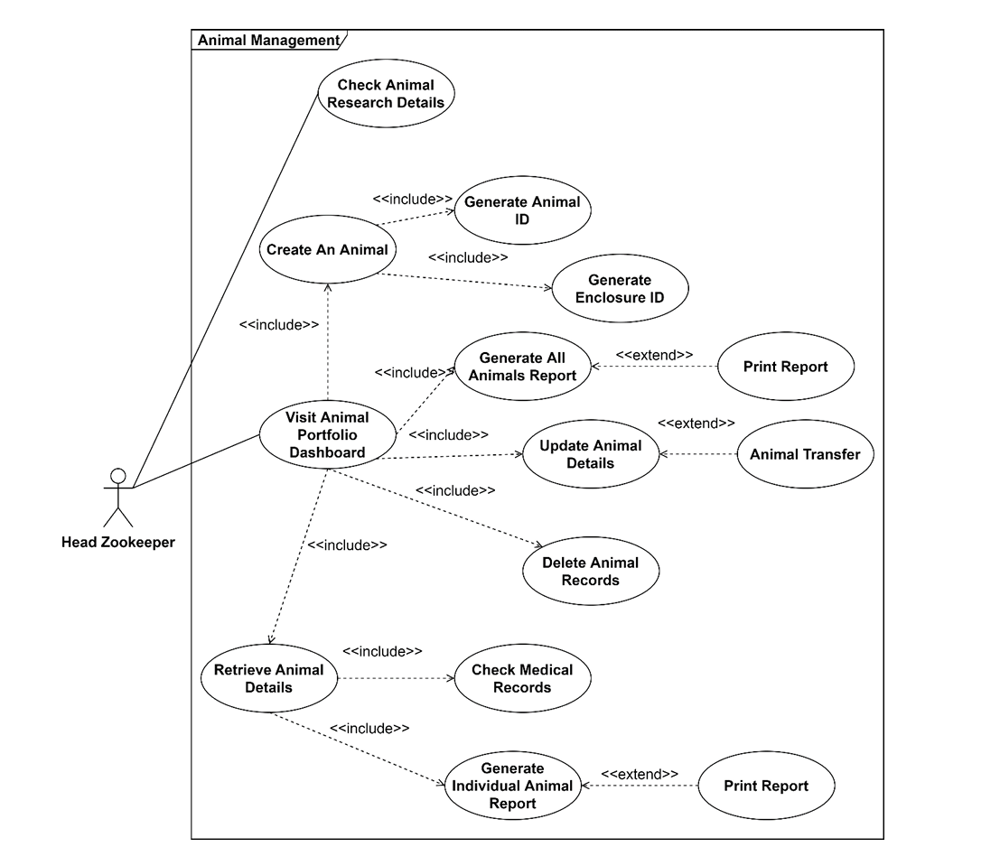 Animal Management
Check Animal
Research Details
<<include>>
Generate Animal
ID
Create An Animal
<<include>>
Generate
Enclosure ID
<<include>>
Generate All
Animals Report
<<include>>
<<extend>>
Print Report
Visit Animal
Portfolio
Dashboard
<<include>>
Update Animal
Details
<<extend>>
Animal Transfer
Head Zookeeper
<<include>>
Delete Animal
Records
<<include>>
Retrieve Animal
Details
<<include>>
Check Medical
Records
<<include>>
Generate
Individual Animal
Report
<<extend>>
Print Report